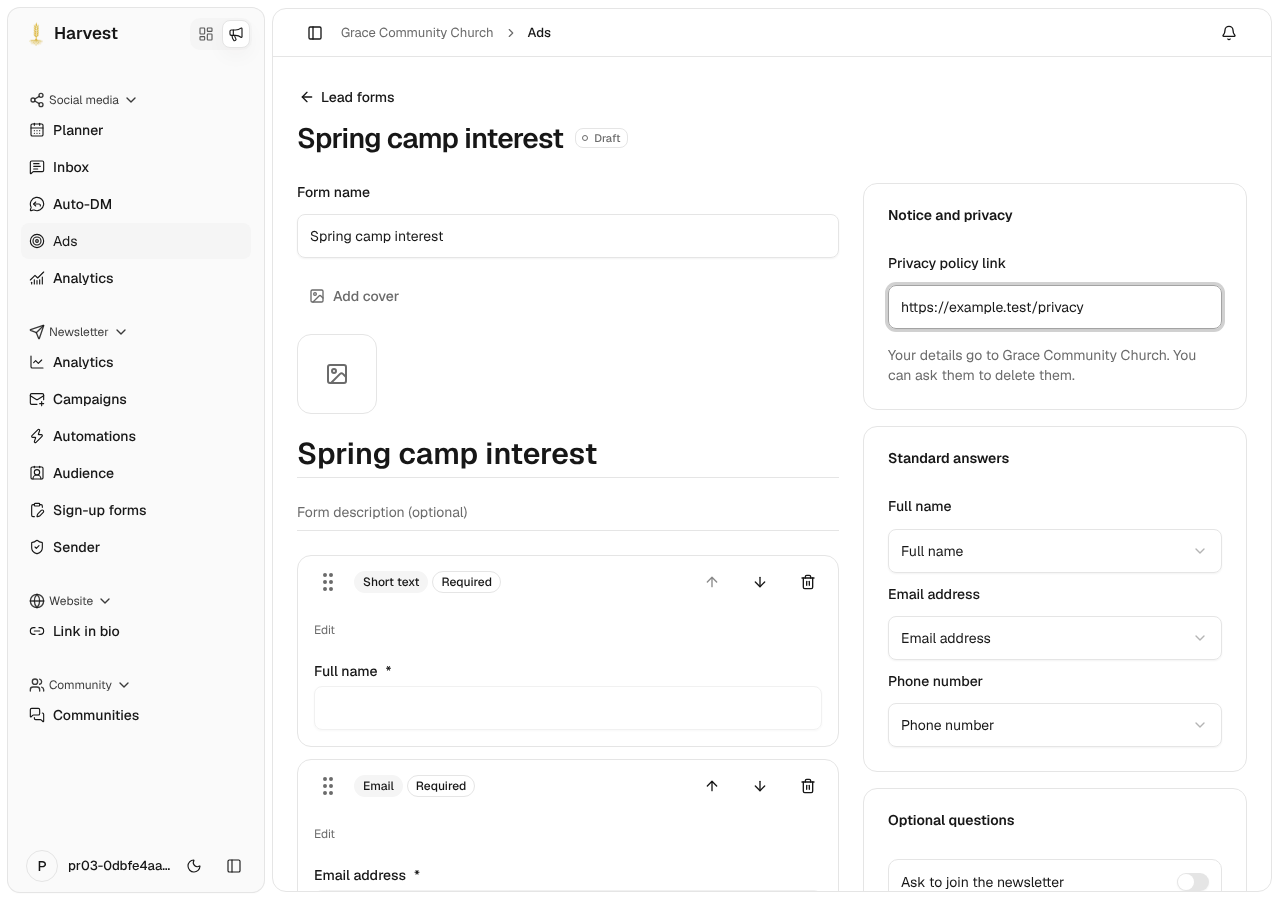 Harvest
Social media
Planner
Inbox
Auto-DM
Ads
Analytics
Newsletter
Analytics
Campaigns
Automations
Audience
Sign-up forms
Sender
Website
Link in bio
Community
Communities
P pr03-0dbfe4aa...
Grace Community Church > Ads
Lead forms
Spring camp interest Draft
Form name
Spring camp interest
Add cover
Spring camp interest
Form description (optional)
Short text Required
Edit
Full name *
Email Required
Edit
Email address *
Notice and privacy
Privacy policy link
https://example.test/privacy
Your details go to Grace Community Church. You
can ask them to delete them.
Standard answers
Full name
Full name
Email address
Email address
Phone number
Phone number
Optional questions
Ask to join the newsletter